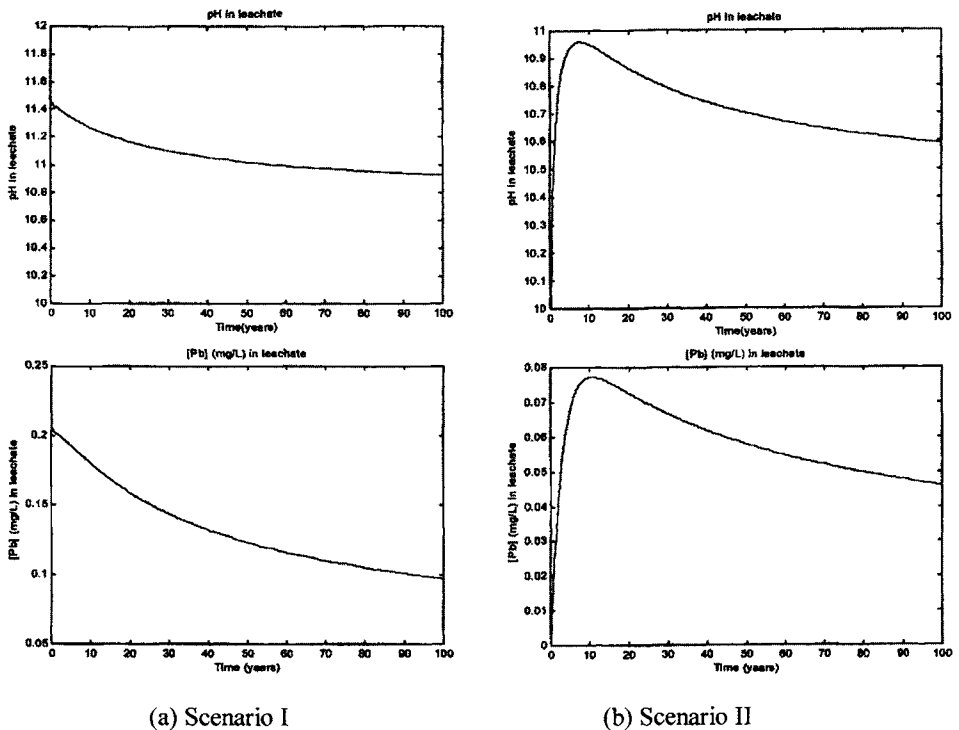 pH in leachate
12
11.8
11.6
11.4
11.2
11
10.8
10.6
10.4
10.2
10
pH in leachate
0 10 20 30 40 50 60 70 80 90 100
Time(years)
[Pb] (mg/L) in leachate
0.25
0.2
0.15
0.1
0.05
[Pb] (mg/L) in leachate
0 10 20 30 40 50 60 70 80 90 100
Time (years)
(a) Scenario I
pH in leachate
11
10.9
10.8
10.7
10.6
10.5
10.4
10.3
10.2
10.1
10
pH in leachate
0 10 20 30 40 50 60 70 80 90 100
Time(years)
[Pb] (mg/L) in leachate
0.08
0.07
0.06
0.05
0.04
0.03
0.02
0.01
0
[Pb] (mg/L) in leachate
0 10 20 30 40 50 60 70 80 90 100
Time (years)
(b) Scenario II